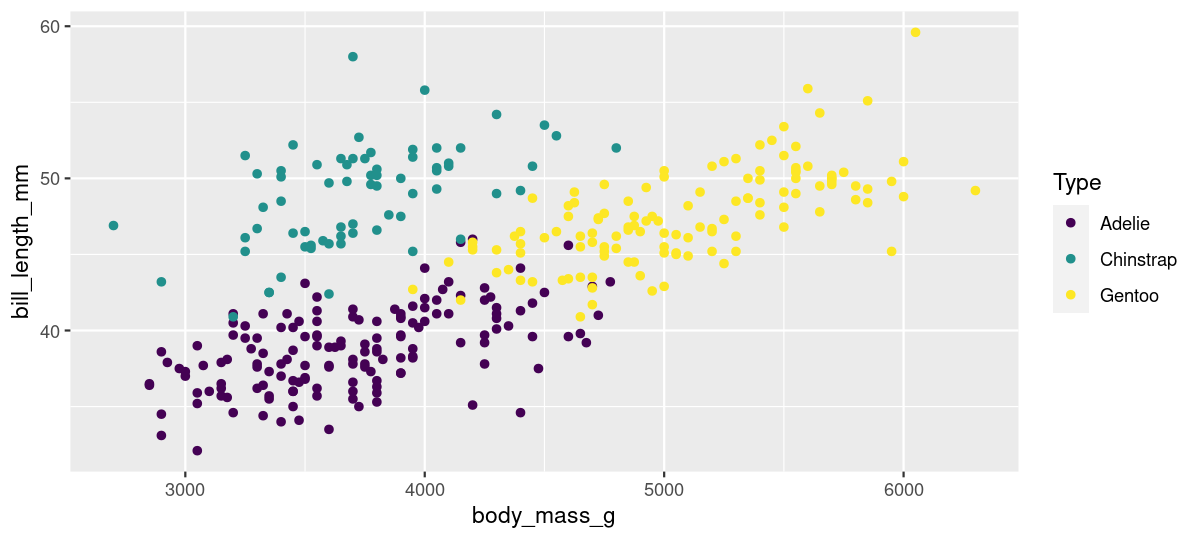 60
50
40
bill_length_mm
3000 4000 5000 6000
body_mass_g
Type
Adelie
Chinstrap
Gentoo